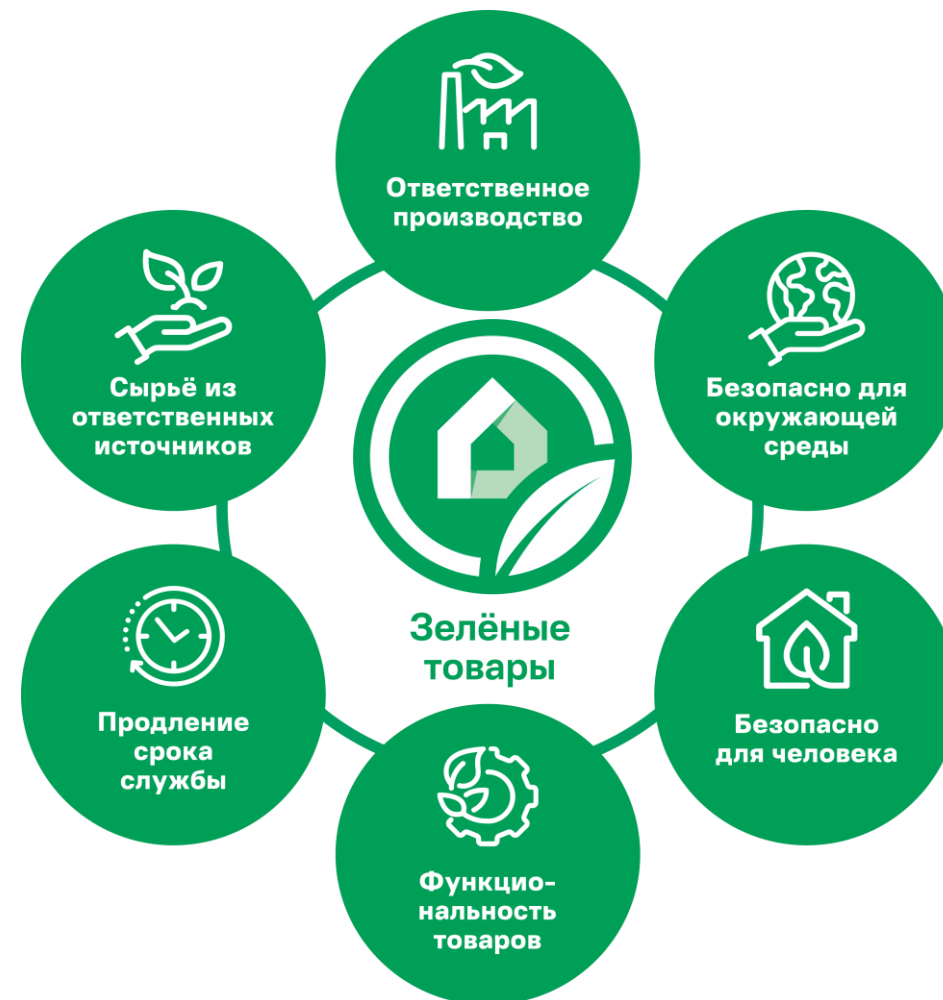 Ответственное
производство
Сырьё из
ответственных
источников
Безопасно для
окружающей
среды
Зелёные
товары
Продление
срока
службы
Безопасно
для человека
Функцио-
нальность
товаров